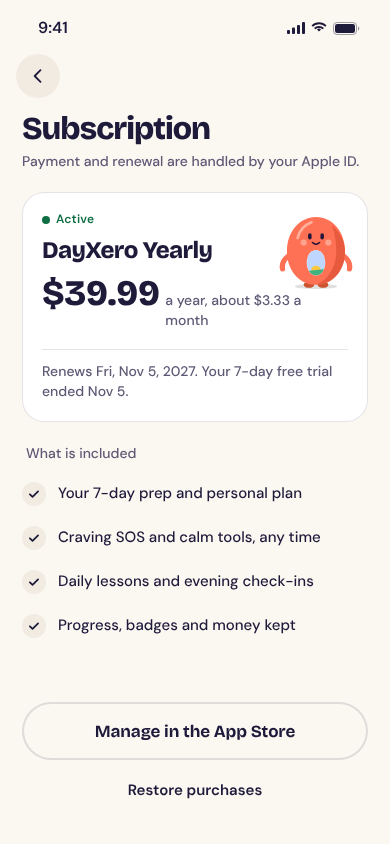 9:41
Subscription
Payment and renewal are handled by your Apple ID.
Active
DayXero Yearly
$39.99 a year, about $3.33 a
month
Renews Fri, Nov 5, 2027. Your 7-day free trial
ended Nov 5.
What is included
Your 7-day prep and personal plan
Craving SOS and calm tools, any time
Daily lessons and evening check-ins
Progress, badges and money kept
Manage in the App Store
Restore purchases